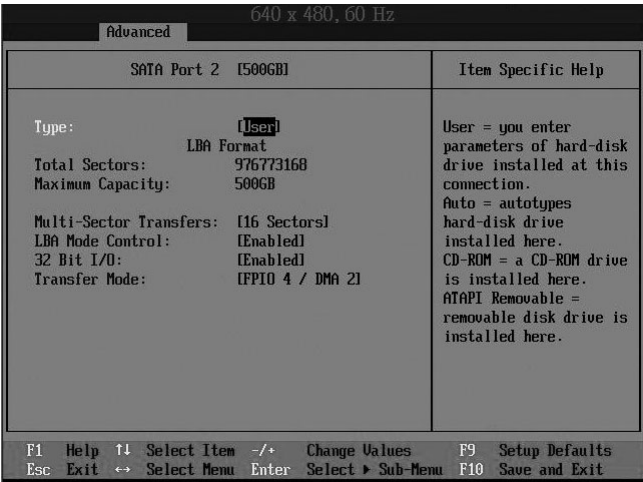 640 x 480, 60 Hz
Advanced
SATA Port 2 [500GB]
Item Specific Help
Type: [User]
LBA Format
Total Sectors: 976773168
Maximum Capacity: 500GB
Multi-Sector Transfers: [16 Sectors]
LBA Mode Control: [Enabled]
32 Bit I/O: [Enabled]
Transfer Mode: [FPIO 4 / DMA 2]
User = you enter
parameters of hard-disk
drive installed at this
connection.
Auto = autotypes
hard-disk drive
installed here.
CD-ROM = a CD-ROM drive
is installed here.
ATAPI Removable =
removable disk drive is
installed here.
F1 Help ↑↓ Select Item -/+ Change Values F9 Setup Defaults
Esc Exit ↔ Select Menu Enter Select ▶ Sub-Menu F10 Save and Exit